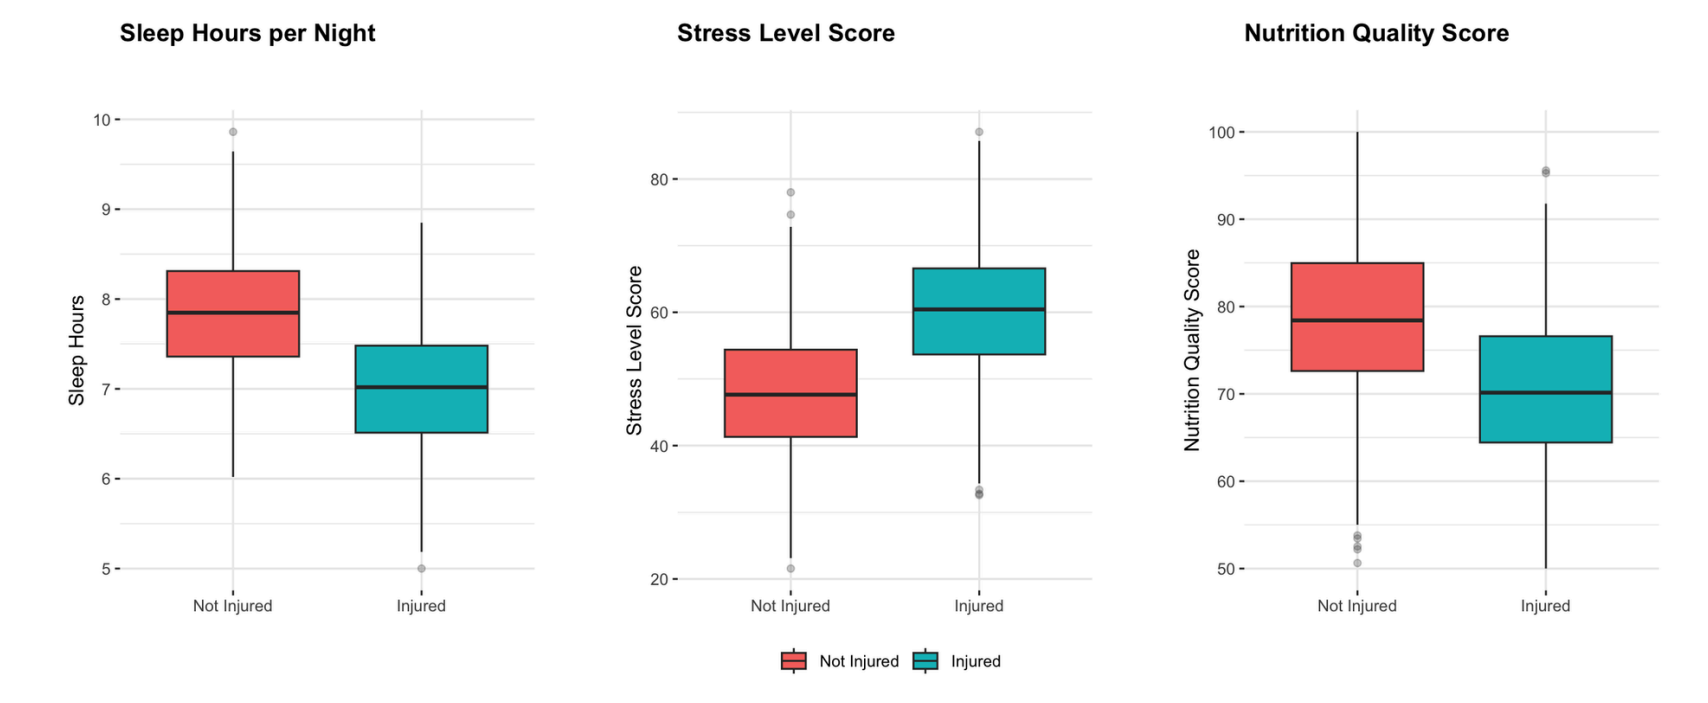 Sleep Hours per Night
Stress Level Score
Nutrition Quality Score
Sleep Hours
10
9
8
7
6
5
Not Injured
Injured
Stress Level Score
80
60
40
20
Not Injured
Injured
Nutrition Quality Score
100
90
80
70
60
50
Not Injured
Injured
Not Injured
Injured